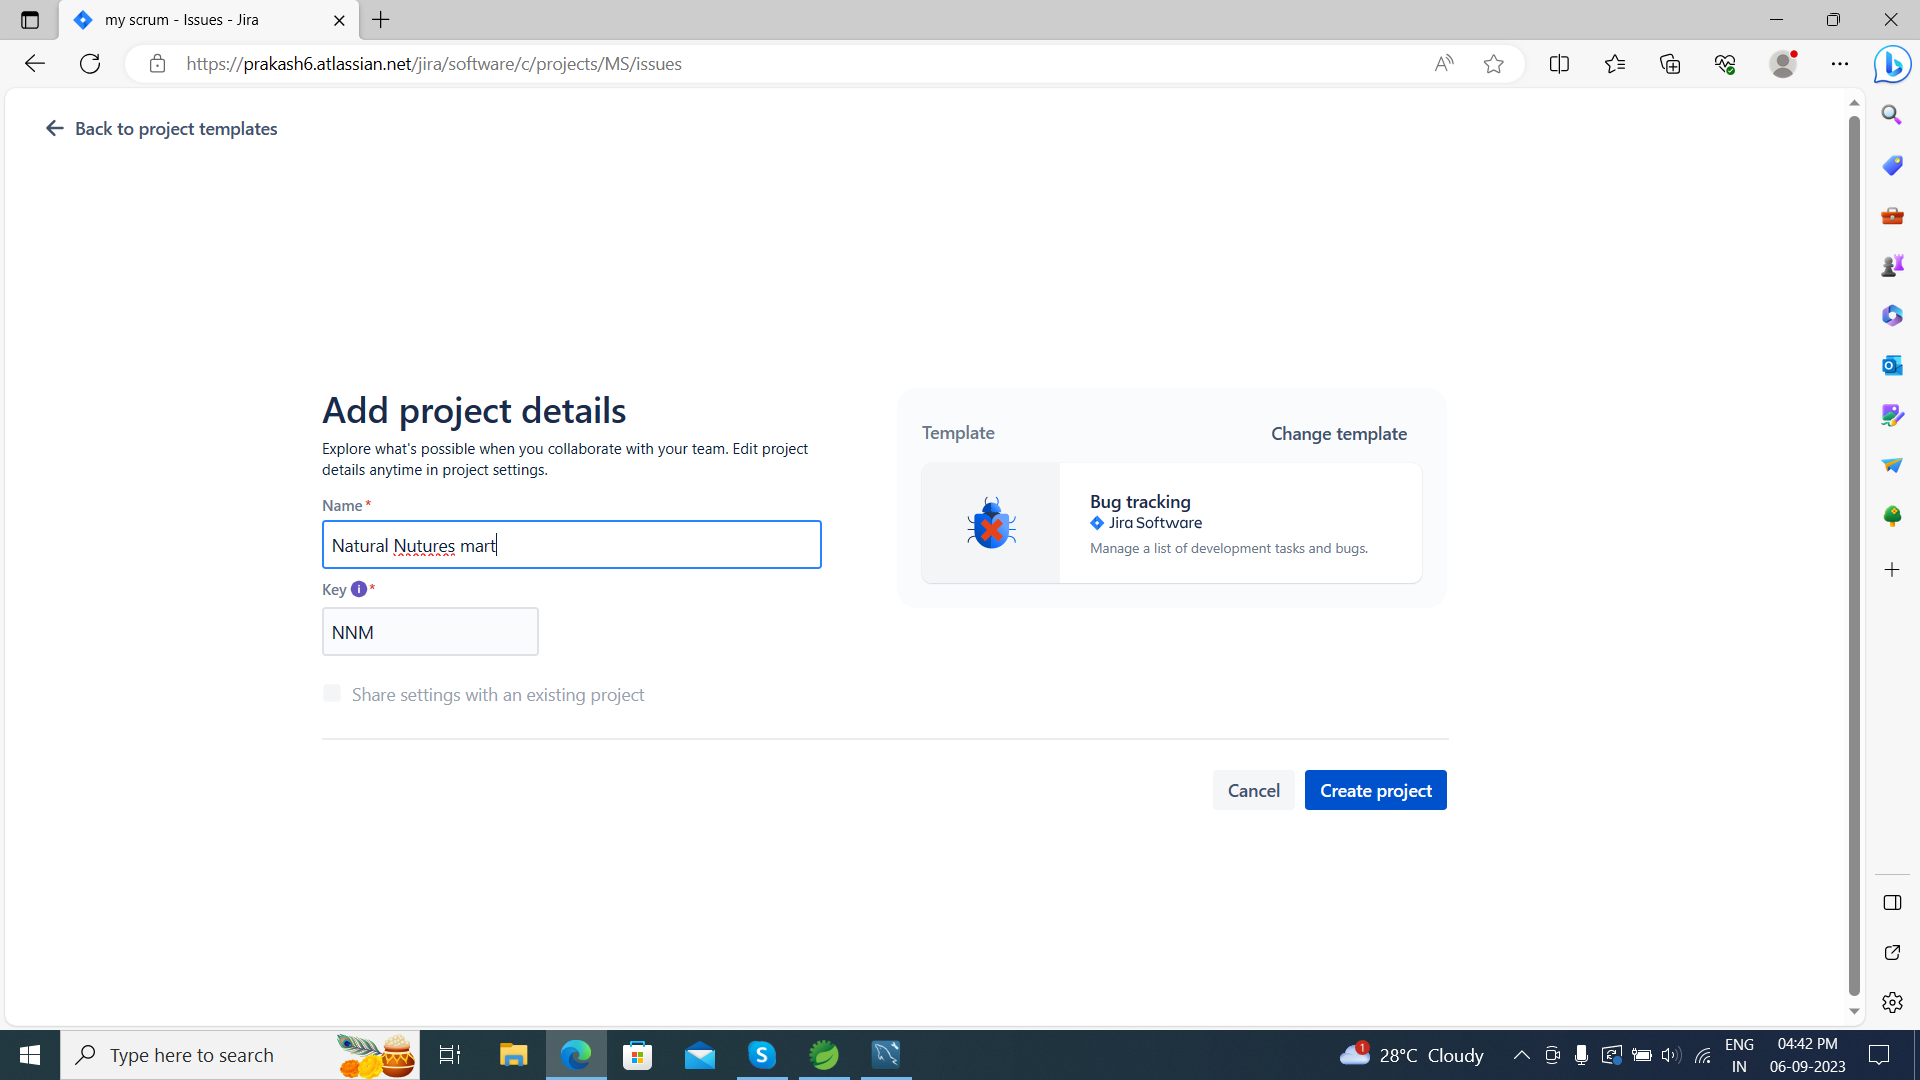 my scrum - Issues - Jira
https://prakash6.atlassian.net/jira/software/c/projects/MS/issues
Back to project templates
Add project details
Explore what's possible when you collaborate with your team. Edit project
details anytime in project settings.
Name*
Natural Nutures mart
Key *
NNM
Share settings with an existing project
Template
Change template
Bug tracking
Jira Software
Manage a list of development tasks and bugs.
Cancel
Create project
Type here to search
1
28°C Cloudy
ENG
IN
04:42 PM
06-09-2023